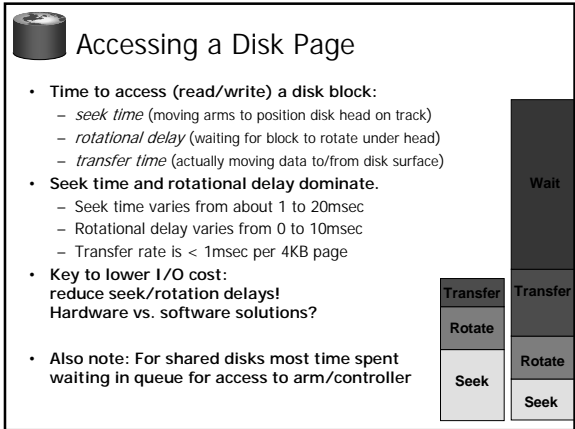 Accessing a Disk Page
• Time to access (read/write) a disk block:
– seek time (moving arms to position disk head on track)
– rotational delay (waiting for block to rotate under head)
– transfer time (actually moving data to/from disk surface)
• Seek time and rotational delay dominate.
– Seek time varies from about 1 to 20msec
– Rotational delay varies from 0 to 10msec
– Transfer rate is < 1msec per 4KB page
• Key to lower I/O cost:
reduce seek/rotation delays!
Hardware vs. software solutions?
• Also note: For shared disks most time spent
waiting in queue for access to arm/controller
Transfer
Rotate
Seek
Wait
Transfer
Rotate
Seek